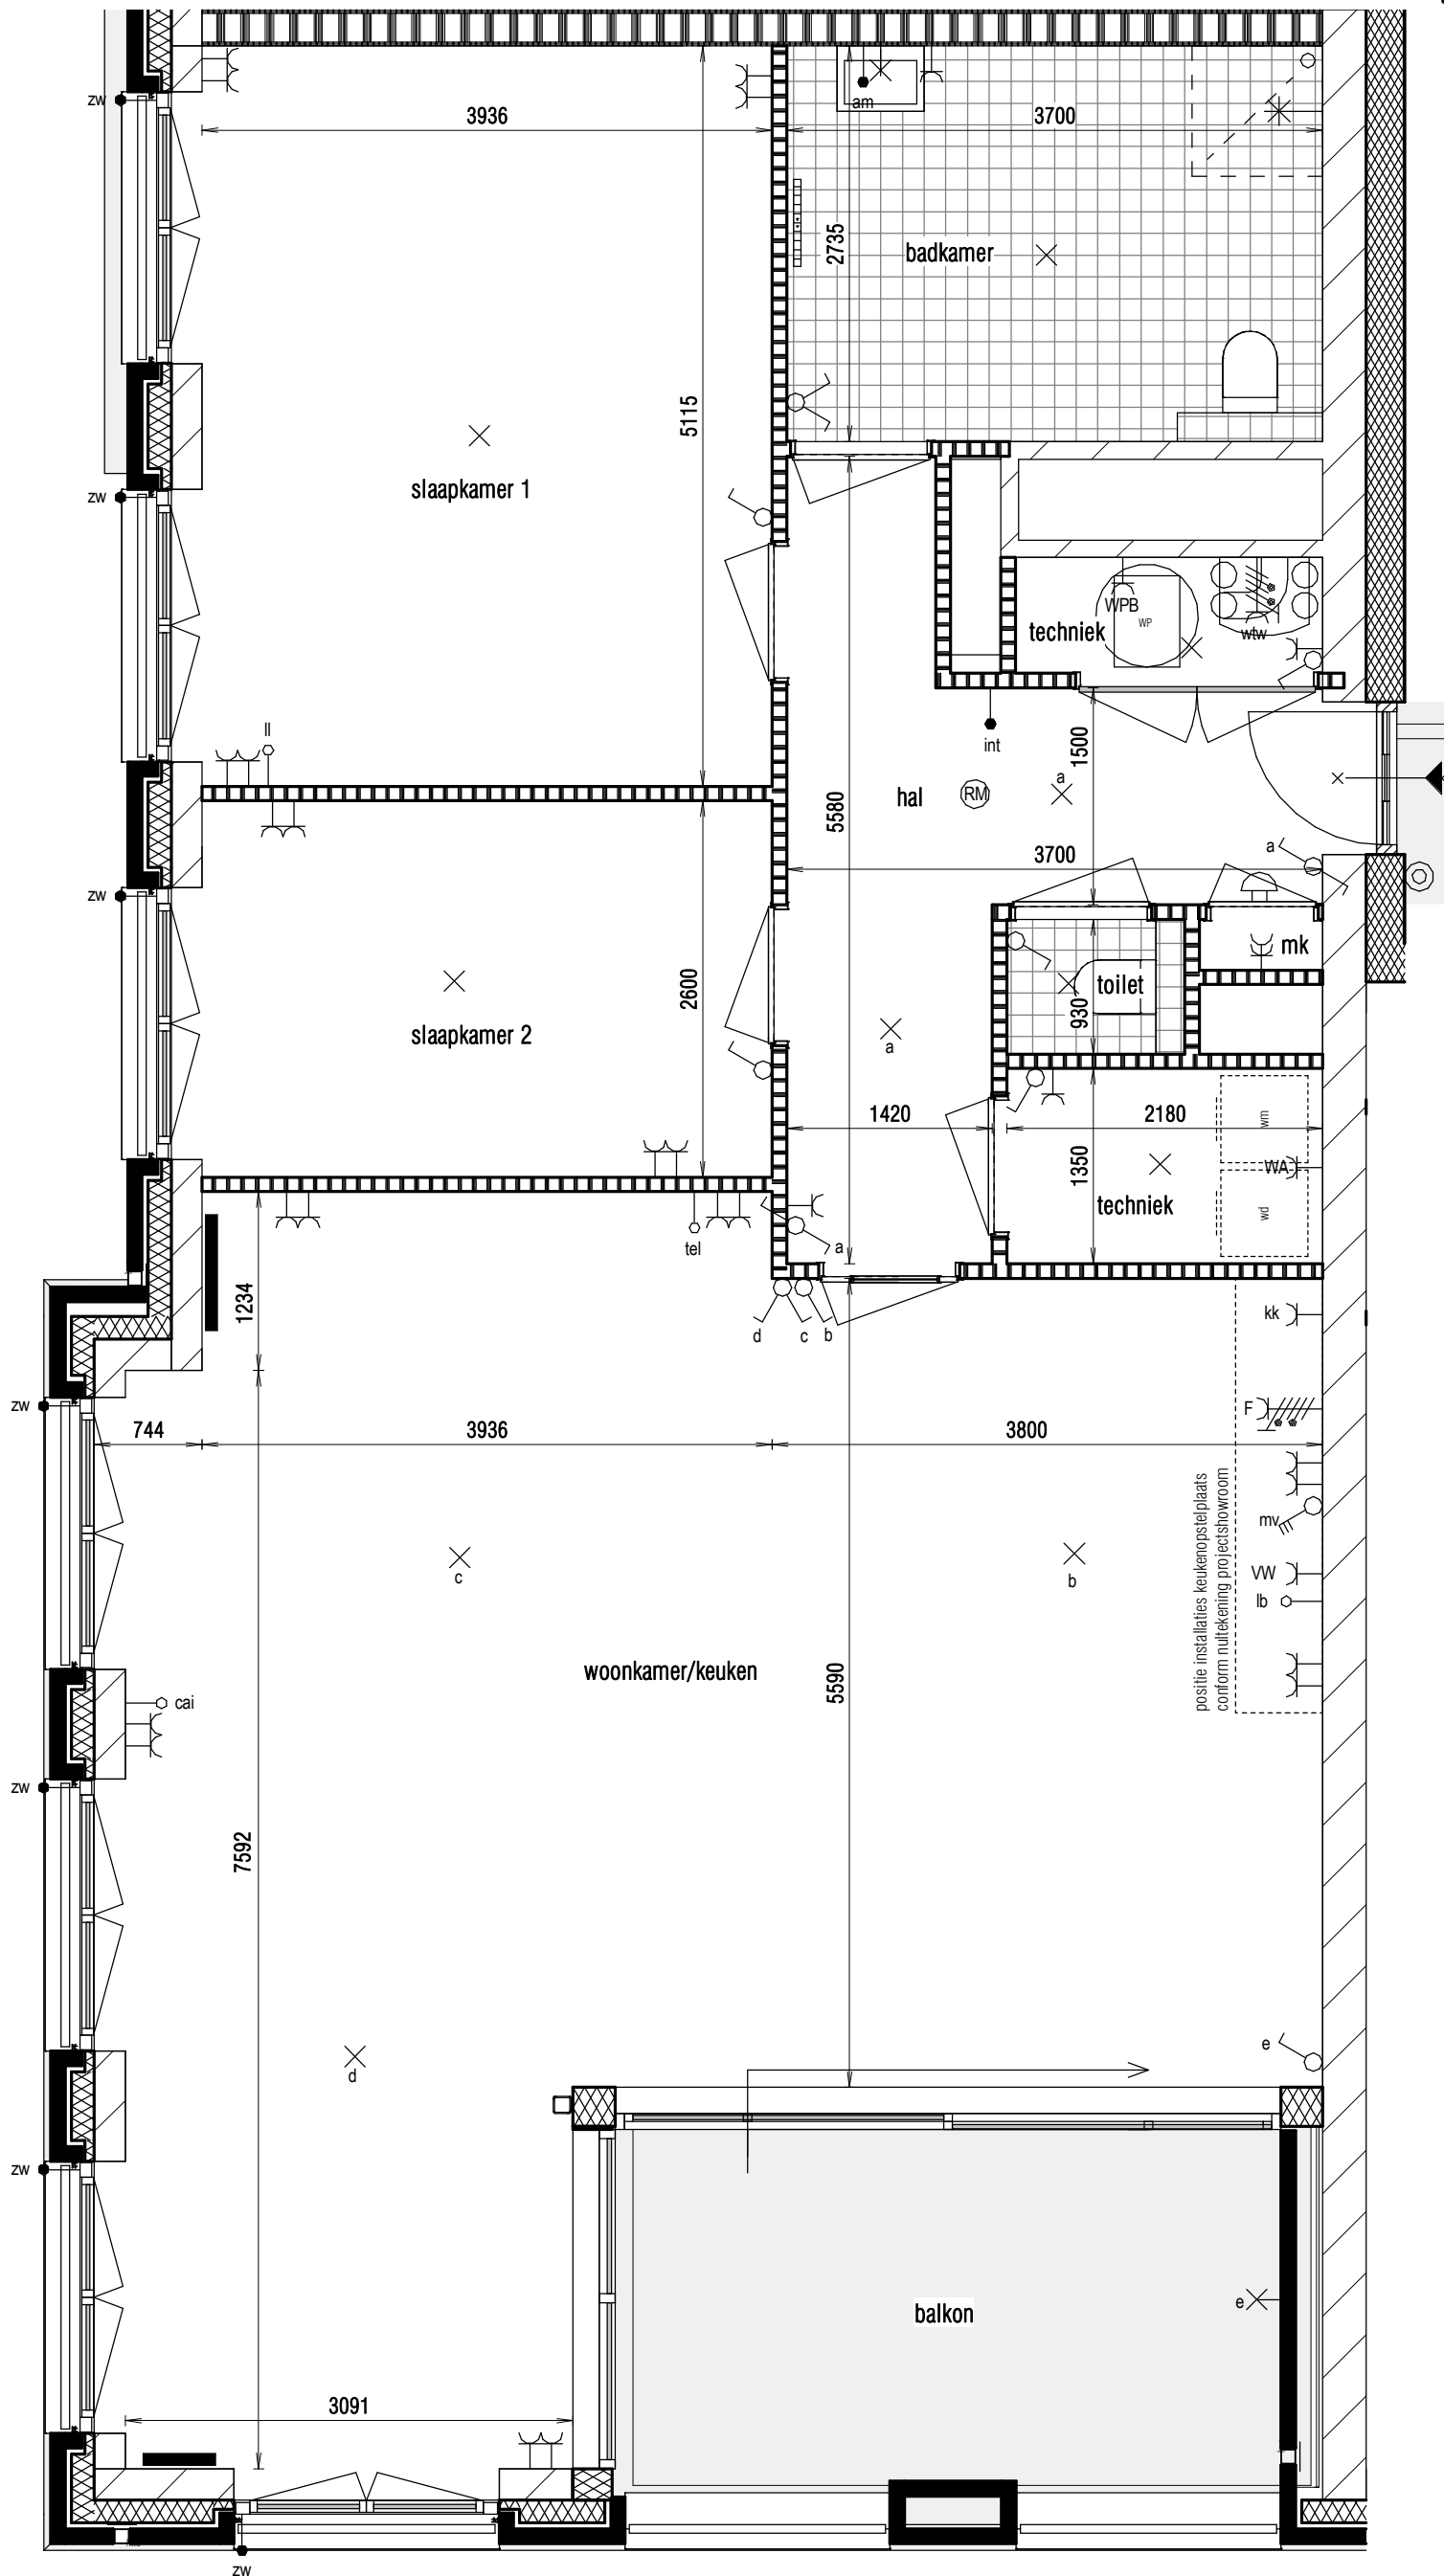 zw
am
3936
3700
2735
badkamer
5115
slaapkamer 1
zw
WPB
WP
techniek
wtw
ll
int
1500
a
hal
RM
5580
3700
a
zw
mk
2600
toilet
930
slaapkamer 2
a
1420
2180
wm
WA
1350
techniek
wd
tel
a
1234
d
c
b
kk
zw
F
744
3936
3800
positie installaties keukenopstelplaats
conform nultekening projectshowroom
mv
c
b
VW
lb
woonkamer/keuken
5590
cai
zw
7592
e
d
zw
e
balkon
3091
zw